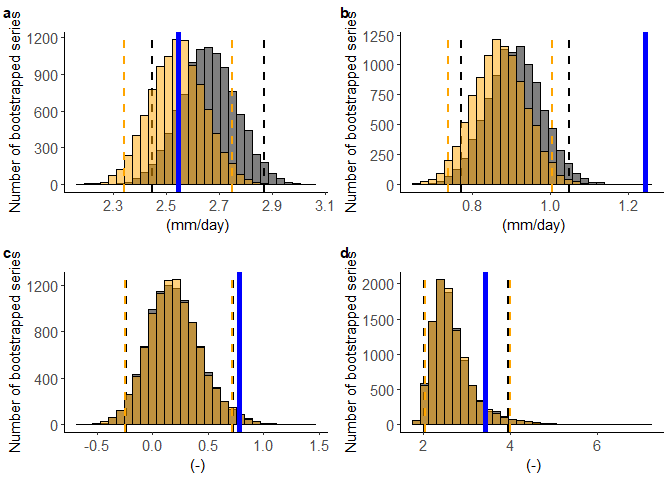 a
Number of bootstrapped series
1200
900
600
300
0
2.3 2.5 2.7 2.9 3.1
(mm/day)
b
Number of bootstrapped series
1250
1000
750
500
250
0
0.8 1.0 1.2
(mm/day)
c
Number of bootstrapped series
1200
800
400
0
-0.5 0.0 0.5 1.0 1.5
(-)
d
Number of bootstrapped series
2000
1500
1000
500
0
2 4 6
(-)